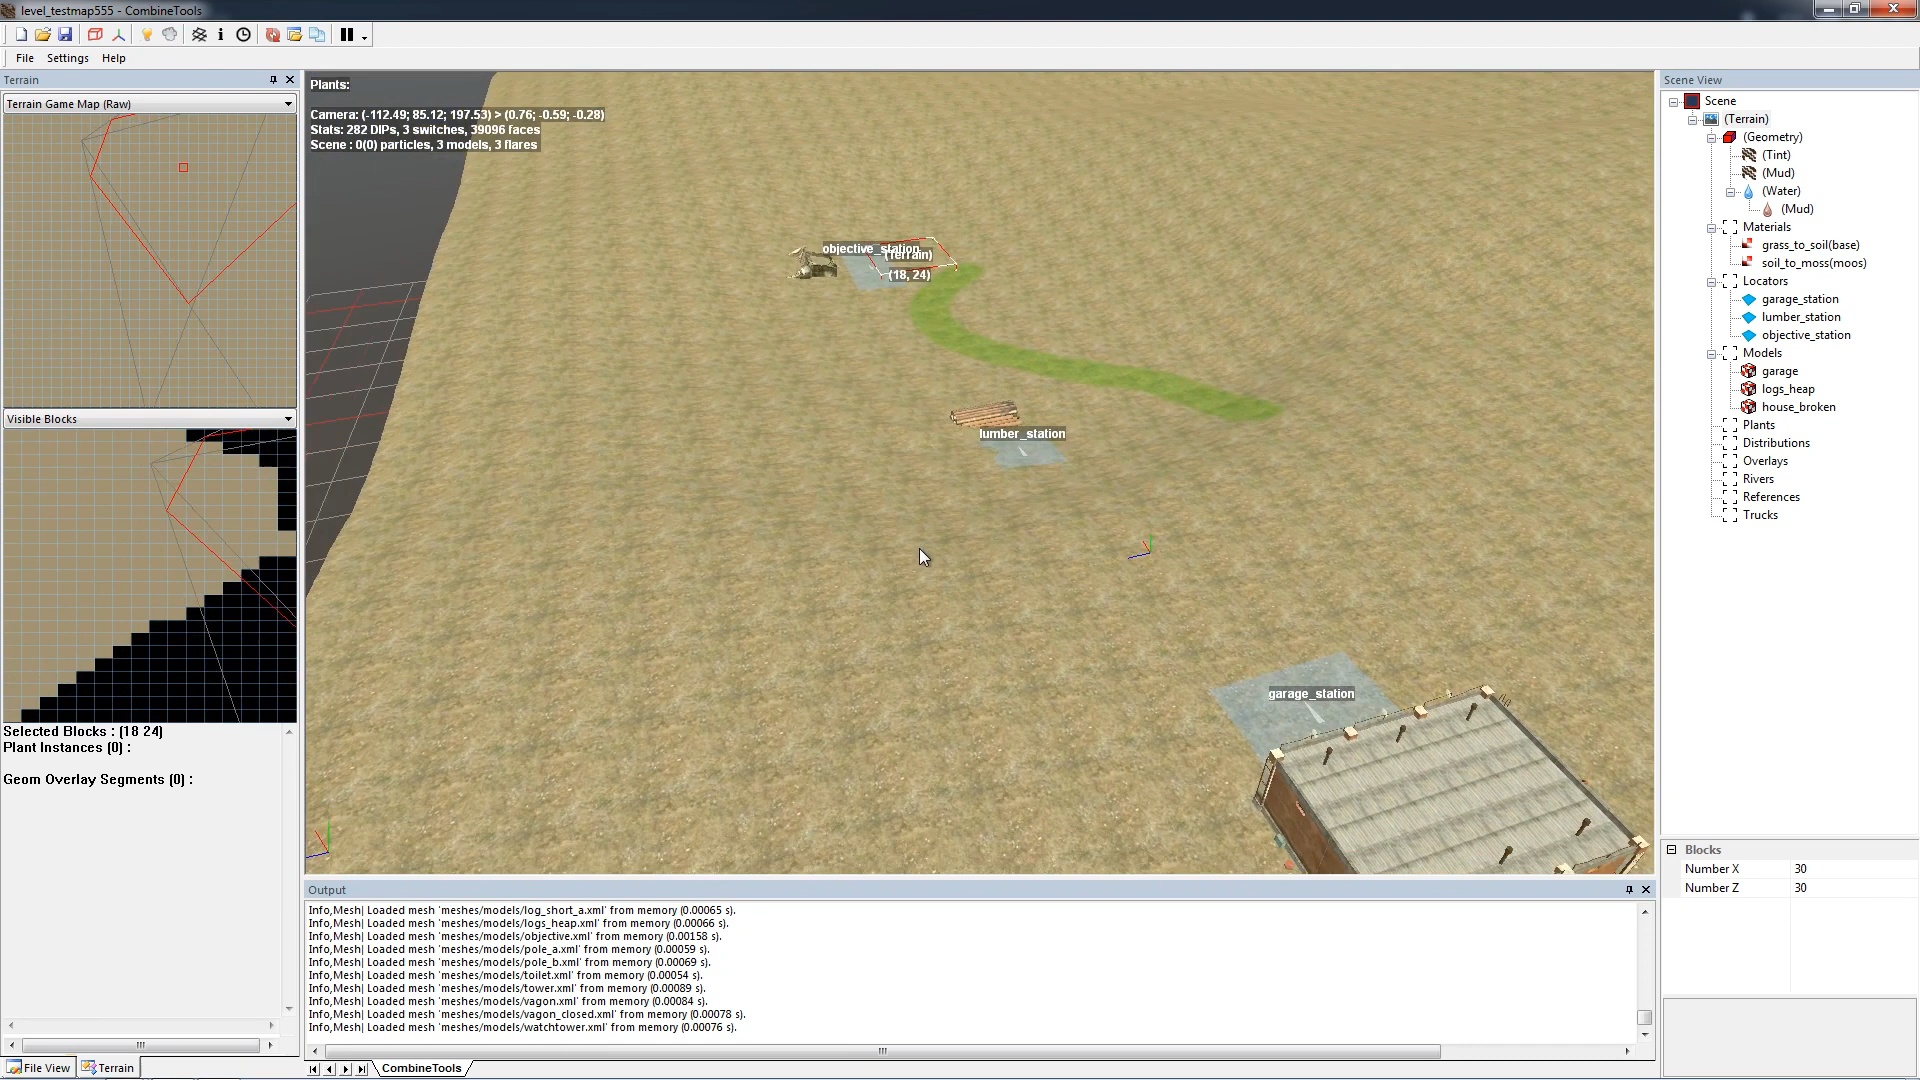 level_testmap555 - CombineTools
File Settings Help
Terrain
Terrain Game Map (Raw)
Visible Blocks
Selected Blocks : (18 24)
Plant Instances (0) :
Geom Overlay Segments (0) :
File View
Terrain
Plants:
Camera: (-112.49; 85.12; 197.53) > (0.76; -0.59; -0.28)
Stats: 282 DIPs, 3 switches, 39096 faces
Scene : 0(0) particles, 3 models, 3 flares
objective_station
(Terrain)
(18, 24)
lumber_station
garage_station
Output
Info,Mesh| Loaded mesh 'meshes/models/log_short_a.xml' from memory (0.00065 s).
Info,Mesh| Loaded mesh 'meshes/models/logs_heap.xml' from memory (0.00066 s).
Info,Mesh| Loaded mesh 'meshes/models/objective.xml' from memory (0.00158 s).
Info,Mesh| Loaded mesh 'meshes/models/pole_a.xml' from memory (0.00059 s).
Info,Mesh| Loaded mesh 'meshes/models/pole_b.xml' from memory (0.00069 s).
Info,Mesh| Loaded mesh 'meshes/models/toilet.xml' from memory (0.00054 s).
Info,Mesh| Loaded mesh 'meshes/models/tower.xml' from memory (0.00089 s).
Info,Mesh| Loaded mesh 'meshes/models/vagon.xml' from memory (0.00084 s).
Info,Mesh| Loaded mesh 'meshes/models/vagon_closed.xml' from memory (0.00078 s).
Info,Mesh| Loaded mesh 'meshes/models/watchtower.xml' from memory (0.00076 s).
CombineTools
Scene View
Scene
(Terrain)
(Geometry)
(Tint)
(Mud)
(Water)
(Mud)
Materials
grass_to_soil(base)
soil_to_moss(moos)
Locators
garage_station
lumber_station
objective_station
Models
garage
logs_heap
house_broken
Plants
Distributions
Overlays
Rivers
References
Trucks
Blocks
Number X 30
Number Z 30